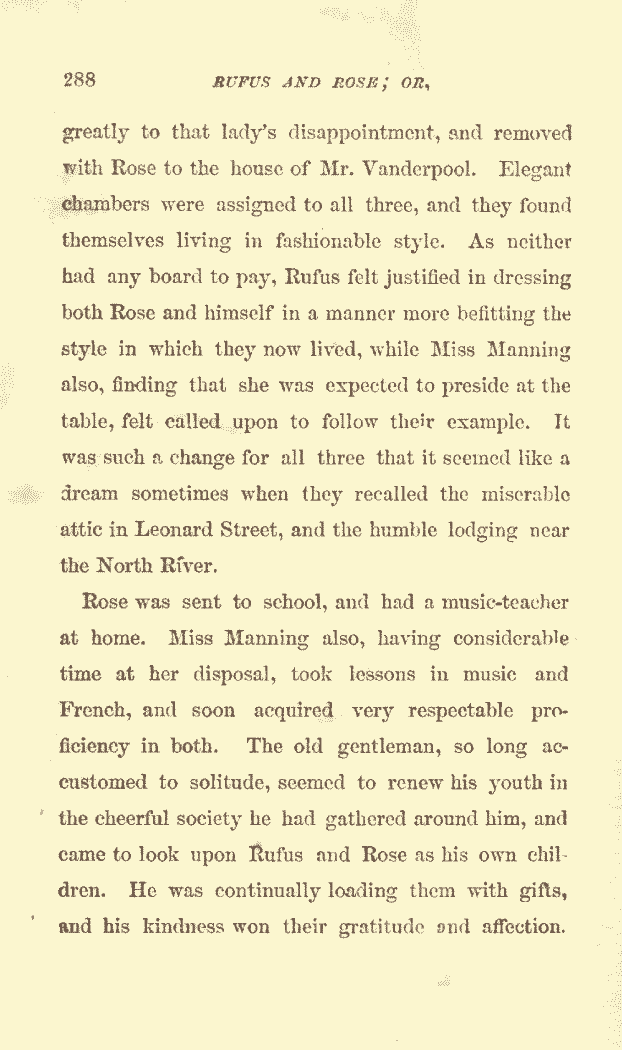 288 RUFUS AND ROSE; OR,
greatly to that lady's disappointment, and removed
with Rose to the house of Mr. Vanderpool. Elegant
chambers were assigned to all three, and they found
themselves living in fashionable style. As neither
had any board to pay, Rufus felt justified in dressing
both Rose and himself in a manner more befitting the
style in which they now lived, while Miss Manning
also, finding that she was expected to preside at the
table, felt called upon to follow their example. It
was such a change for all three that it seemed like a
dream sometimes when they recalled the miserable
attic in Leonard Street, and the humble lodging near
the North River.
Rose was sent to school, and had a music-teacher
at home. Miss Manning also, having considerable
time at her disposal, took lessons in music and
French, and soon acquired very respectable pro-
ficiency in both. The old gentleman, so long ac-
customed to solitude, seemed to renew his youth in
the cheerful society he had gathered around him, and
came to look upon Rufus and Rose as his own chil-
dren. He was continually loading them with gifts,
and his kindness won their gratitude and affection.